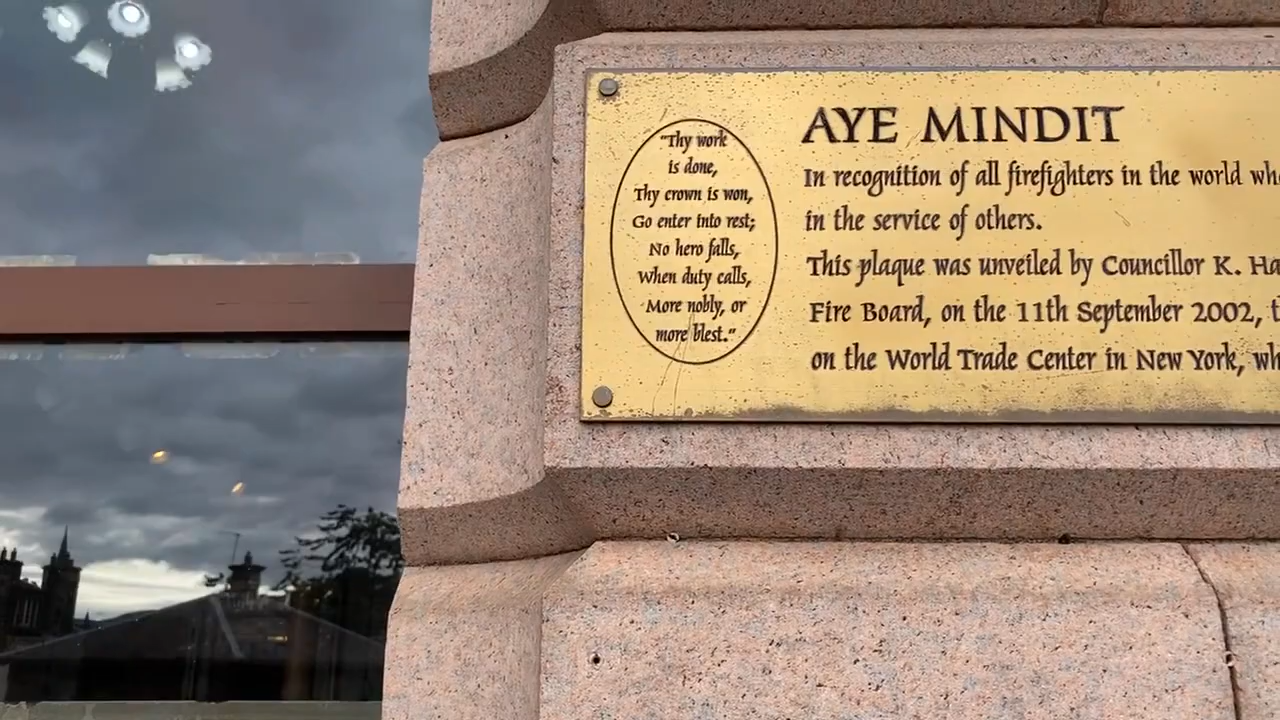 "Thy work
is done,
Thy crown is won,
Go enter into rest;
No hero falls,
When duty calls,
More nobly, or
more blest."
AYE MINDIT
In recognition of all firefighters in the world
in the service of others.
This plaque was unveiled by Councillor K.
Fire Board, on the 11th September 2002,
on the World Trade Center in New York,